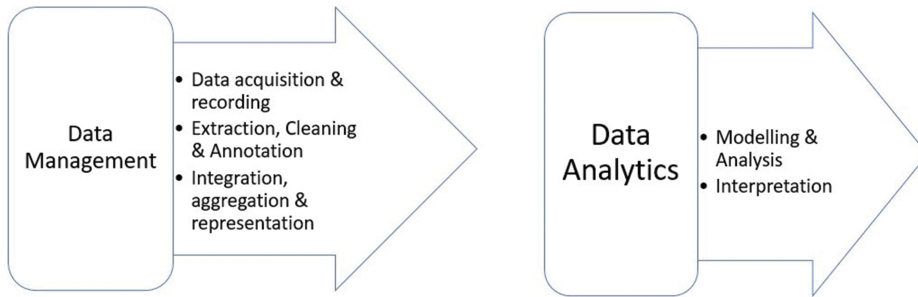 Data
Management
• Data acquisition &
recording
• Extraction, Cleaning
& Annotation
• Integration,
aggregation &
representation
Data
Analytics
• Modelling &
Analysis
• Interpretation